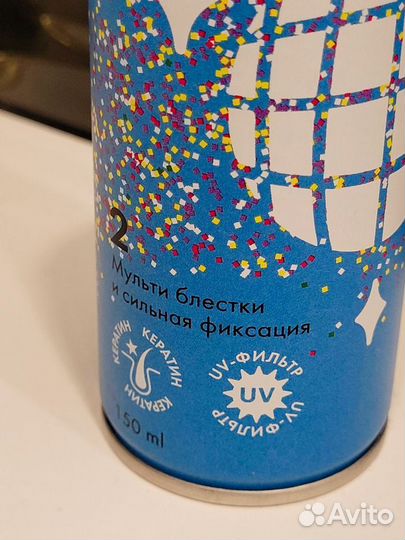 2
Мульти блестки
и сильная фиксация
КЕРАТИН КЕРАТИН КЕРАТИН
UV-ФИЛЬТР UV-ФИЛЬТР
UV
150 ml
Avito